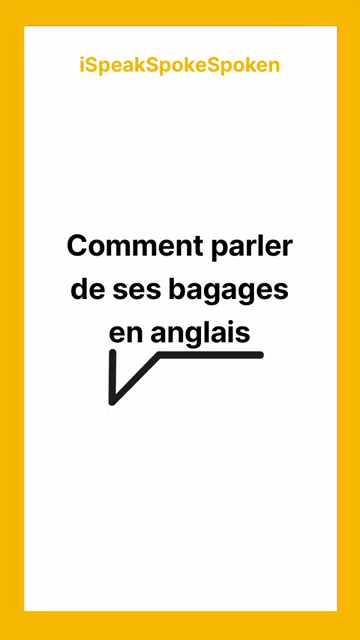 iSpeakSpokeSpoken
Comment parler
de ses bagages
en anglais